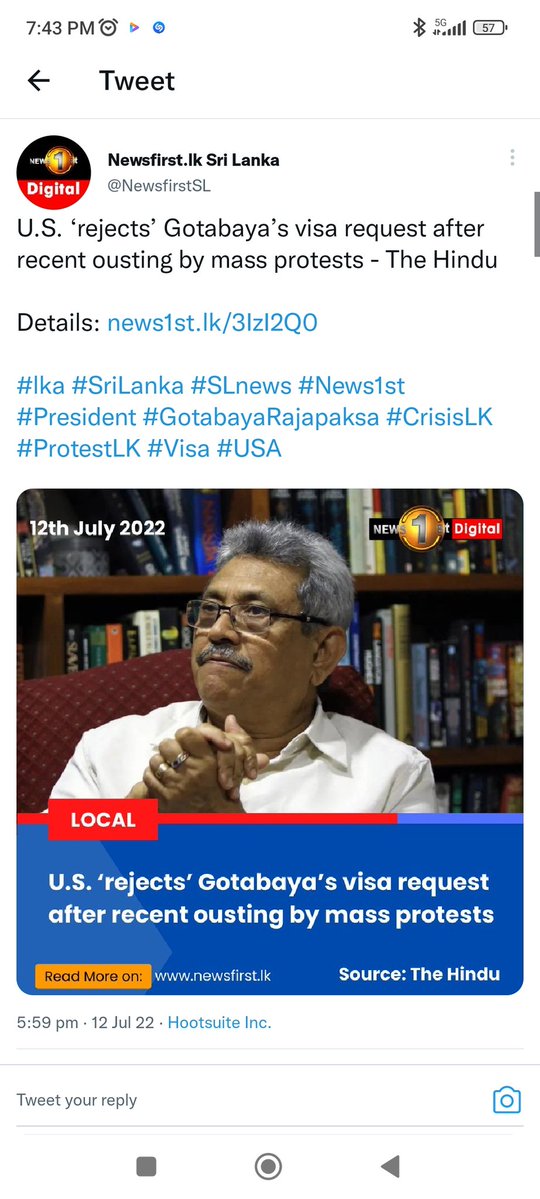 7:43 PM
5G
57
Tweet
NEWS 1st
Digital
Newsfirst.lk Sri Lanka
@NewsfirstSL
U.S. ‘rejects’ Gotabaya’s visa request after
recent ousting by mass protests - The Hindu
Details: news1st.lk/3IzI2Q0
#lka #SriLanka #SLnews #News1st
#President #GotabayaRajapaksa #CrisisLK
#ProtestLK #Visa #USA
12th July 2022
NEWS 1st Digital
LOCAL
U.S. ‘rejects’ Gotabaya’s visa request
after recent ousting by mass protests
Read More on: www.newsfirst.lk
Source: The Hindu
5:59 pm · 12 Jul 22 · Hootsuite Inc.
Tweet your reply